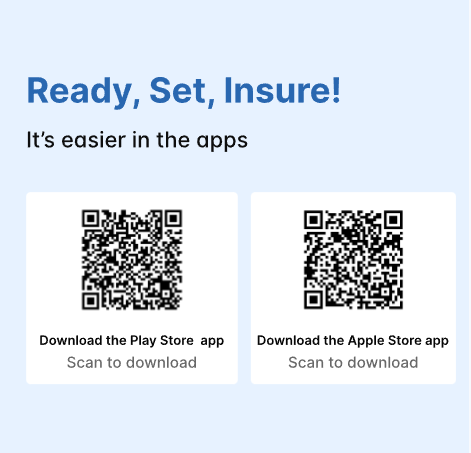 Ready, Set, Insure!
It's easier in the apps
Download the Play Store app
Scan to download
Download the Apple Store app
Scan to download